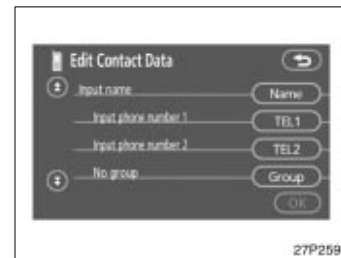 Edit Contact Data
Input name Name
Input phone number 1 TEL1
Input phone number 2 TEL2
No group Group
OK
27P259